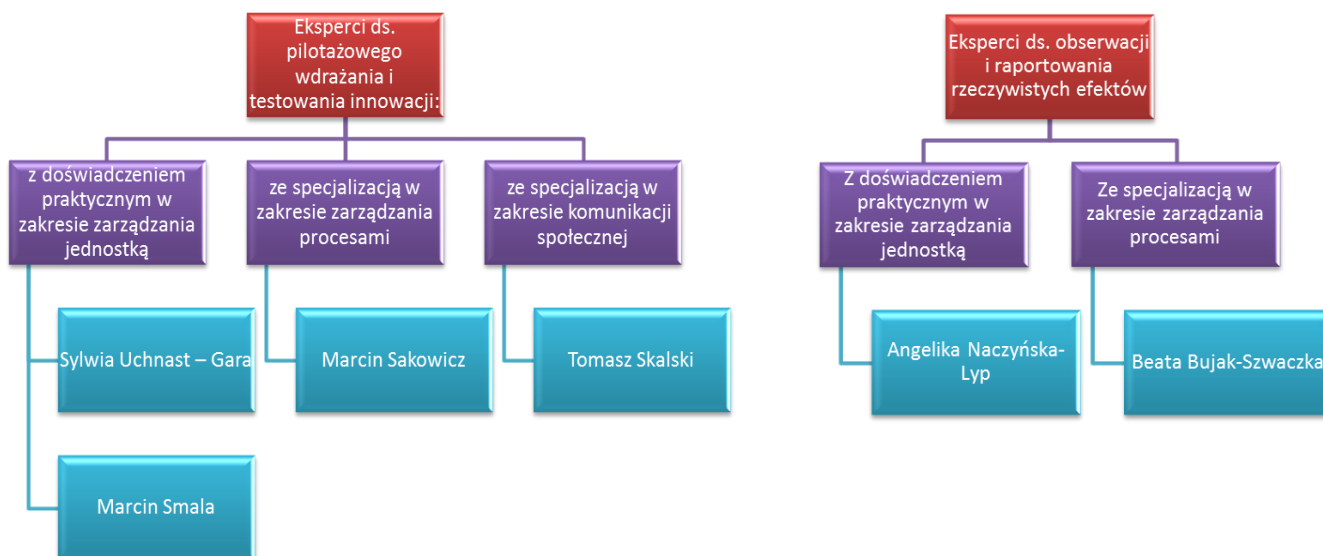 Eksperci ds.
pilotażowego
wdrażania i
testowania innowacji:
z doświadczeniem
praktycznym w
zakresie zarządzania
jednostką
Sylwia Uchnast – Gara
Marcin Smala
ze specjalizacją w
zakresie zarządzania
procesami
Marcin Sakowicz
ze specjalizacją w
zakresie komunikacji
społecznej
Tomasz Skalski
Eksperci ds. obserwacji
i raportowania
rzeczywistych efektów
Z doświadczeniem
praktycznym w
zakresie zarządzania
jednostką
Angelika Naczyńska-
Lyp
Ze specjalizacją w
zakresie zarządzania
procesami
Beata Bujak-Szwaczka